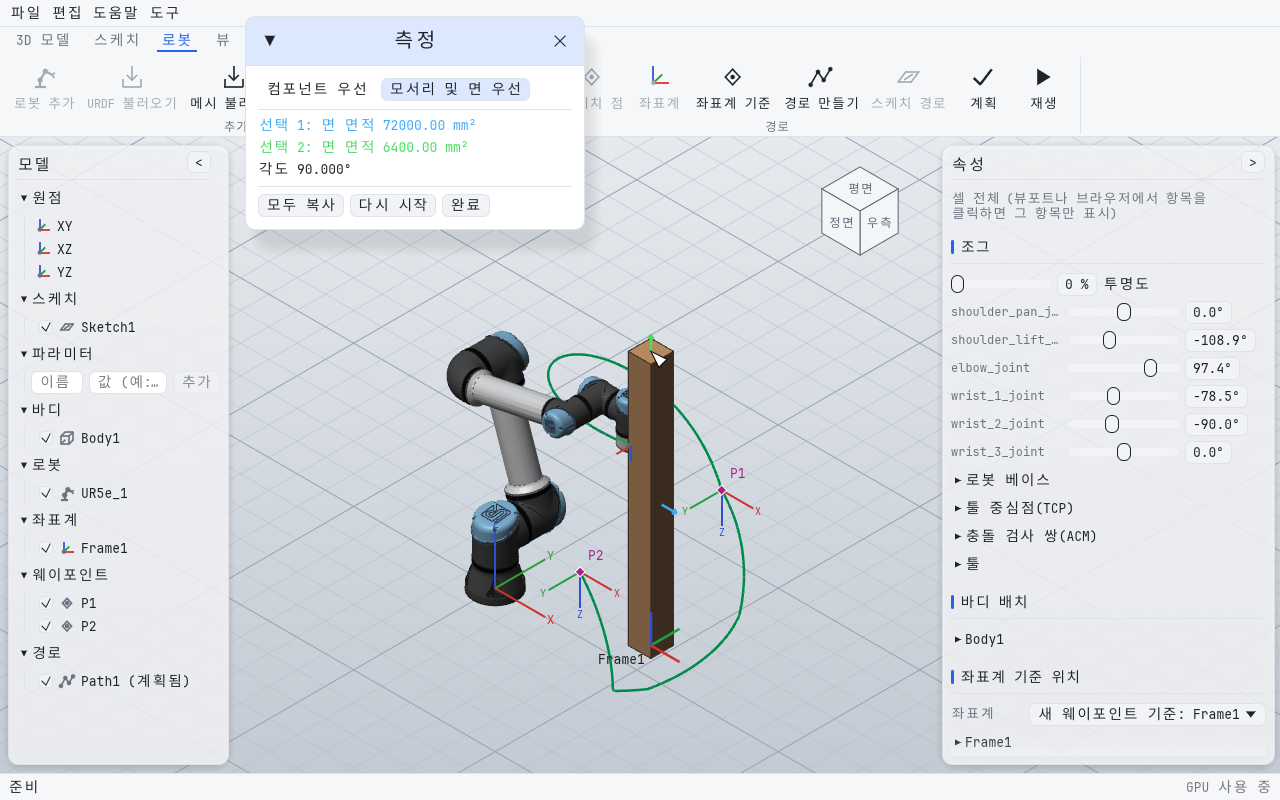 파일 편집 도움말 도구
3D 모델 스케치 로봇 뷰
측정
컴포넌트 우선 모서리 및 면 우선
선택 1: 면 면적 72000.00 mm²
선택 2: 면 면적 6400.00 mm²
각도 90.000°
모두 복사 다시 시작 완료
로봇 추가 URDF 불러오기 메시 불러
치 점 좌표계 좌표계 기준 경로 만들기 스케치 경로 계획 재생
추가
경로
모델 <
원점
XY
XZ
YZ
스케치
Sketch1
파라미터
이름 값 (예:… 추가
바디
Body1
로봇
UR5e_1
좌표계
Frame1
웨이포인트
P1
P2
경로
Path1 (계획됨)
평면
정면 우측
P1
Y X
Z
P2
Y X
Z
Y
X
Frame1
속성 >
셀 전체 (뷰포트나 브라우저에서 항목을
클릭하면 그 항목만 표시)
조그
0 % 투명도
shoulder_pan_j… 0.0°
shoulder_lift_… -108.9°
elbow_joint 97.4°
wrist_1_joint -78.5°
wrist_2_joint -90.0°
wrist_3_joint 0.0°
로봇 베이스
툴 중심점(TCP)
충돌 검사 쌍(ACM)
툴
바디 배치
Body1
좌표계 기준 위치
좌표계 새 웨이포인트 기준: Frame1
Frame1
준비 GPU 사용 중